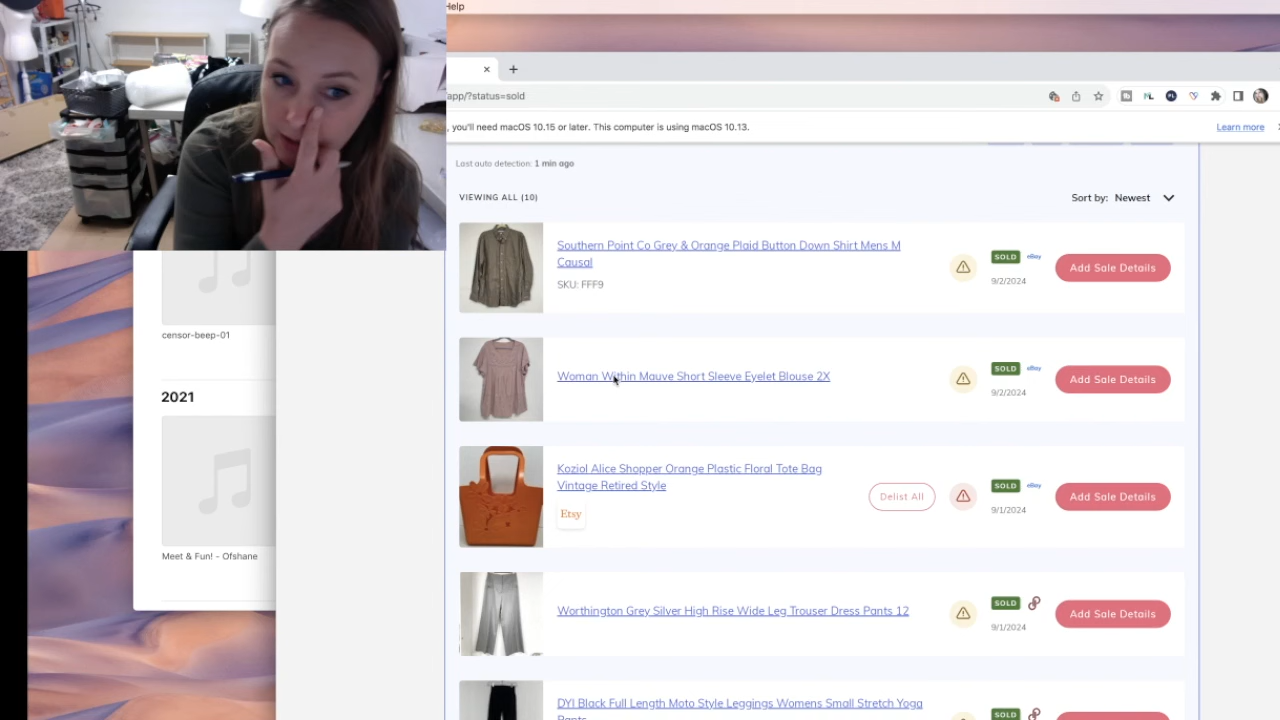 Help
app/?status=sold
, you'll need macOS 10.15 or later. This computer is using macOS 10.13.
Learn more
Last auto detection: 1 min ago
VIEWING ALL (10)
Sort by: Newest
Southern Point Co Grey & Orange Plaid Button Down Shirt Mens M
Causal
SKU: FFF9
SOLD ebay
9/2/2024
Add Sale Details
censor-beep-01
Woman Within Mauve Short Sleeve Eyelet Blouse 2X
SOLD ebay
9/2/2024
Add Sale Details
2021
Koziol Alice Shopper Orange Plastic Floral Tote Bag
Vintage Retired Style
Etsy
Delist All
SOLD ebay
9/1/2024
Add Sale Details
Meet & Fun! - Ofshane
Worthington Grey Silver High Rise Wide Leg Trouser Dress Pants 12
SOLD
9/1/2024
Add Sale Details
DYI Black Full Length Moto Style Leggings Womens Small Stretch Yoga
Pants
SOLD